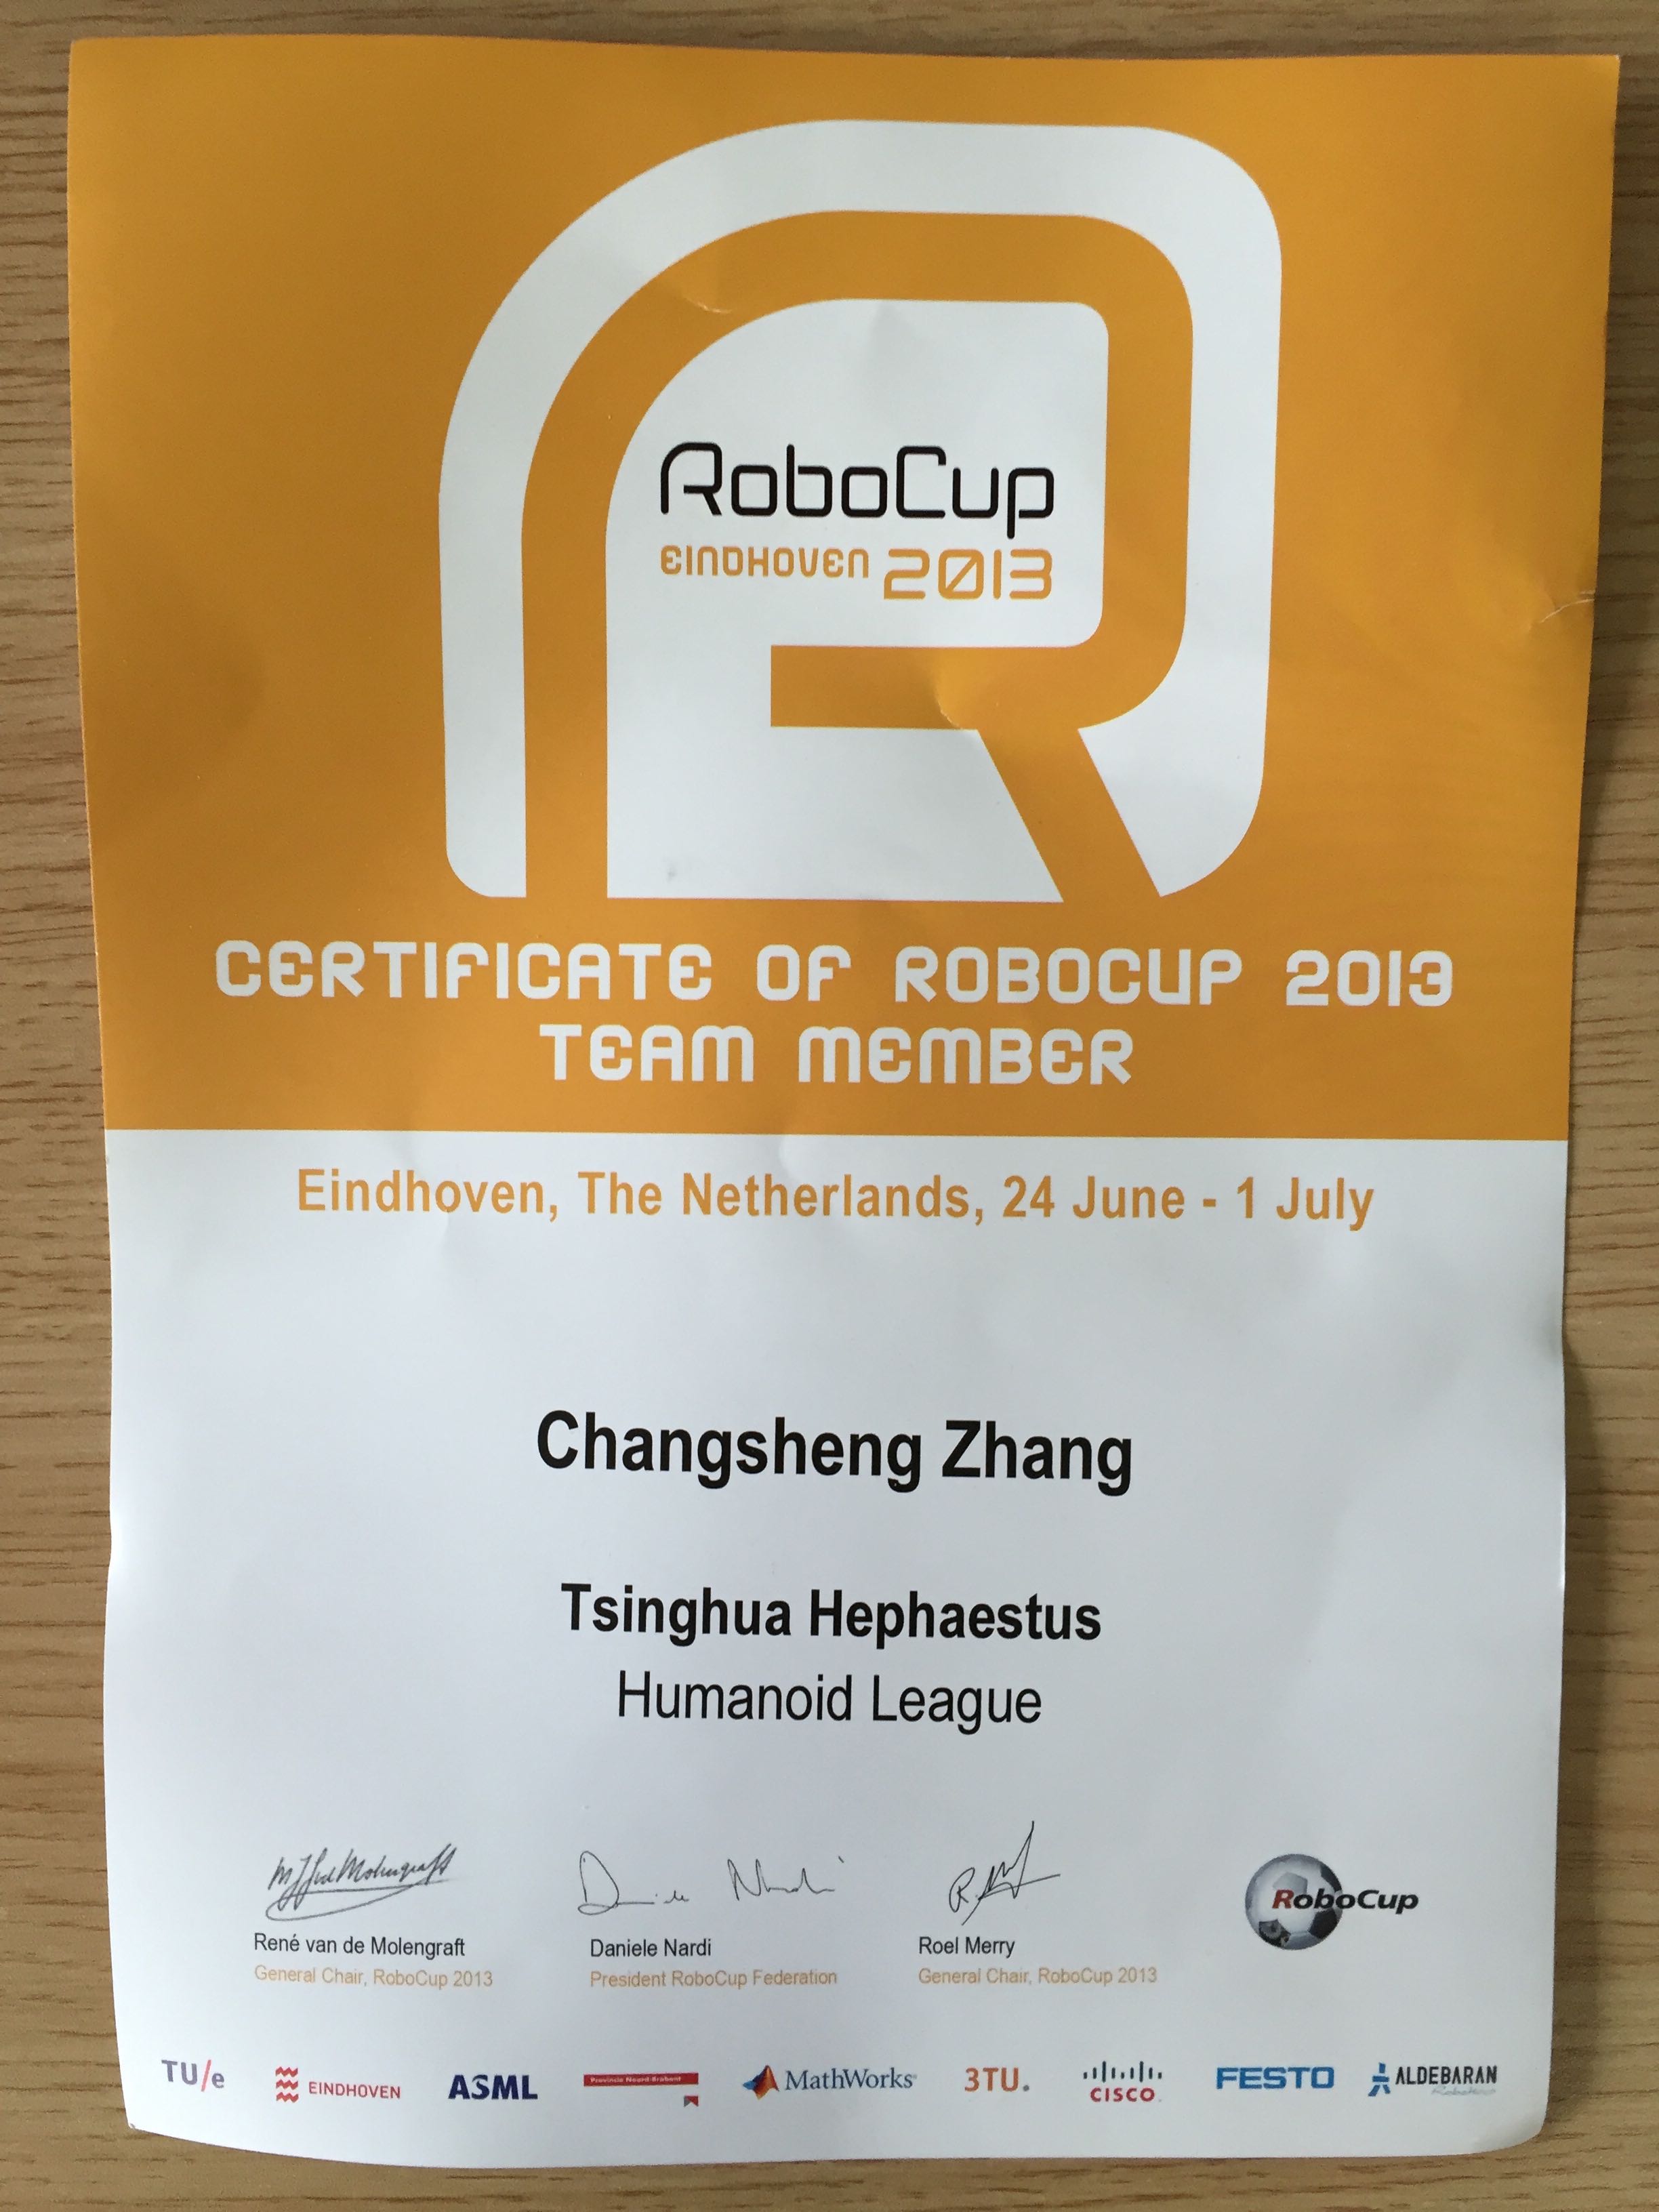 RoboCup
EINDHOVEN 2013
CERTIFICATE OF ROBOCUP 2013
TEAM MEMBER
Eindhoven, The Netherlands, 24 June - 1 July
Changsheng Zhang
Tsinghua Hephaestus
Humanoid League
RoboCup
René van de Molengraft Daniele Nardi Roel Merry
General Chair, RoboCup 2013 President RoboCup Federation General Chair, RoboCup 2013
TU/e EINDHOVEN ASML Provincie Noord-Brabant MathWorks 3TU. CISCO FESTO ALDEBARAN
Robotics